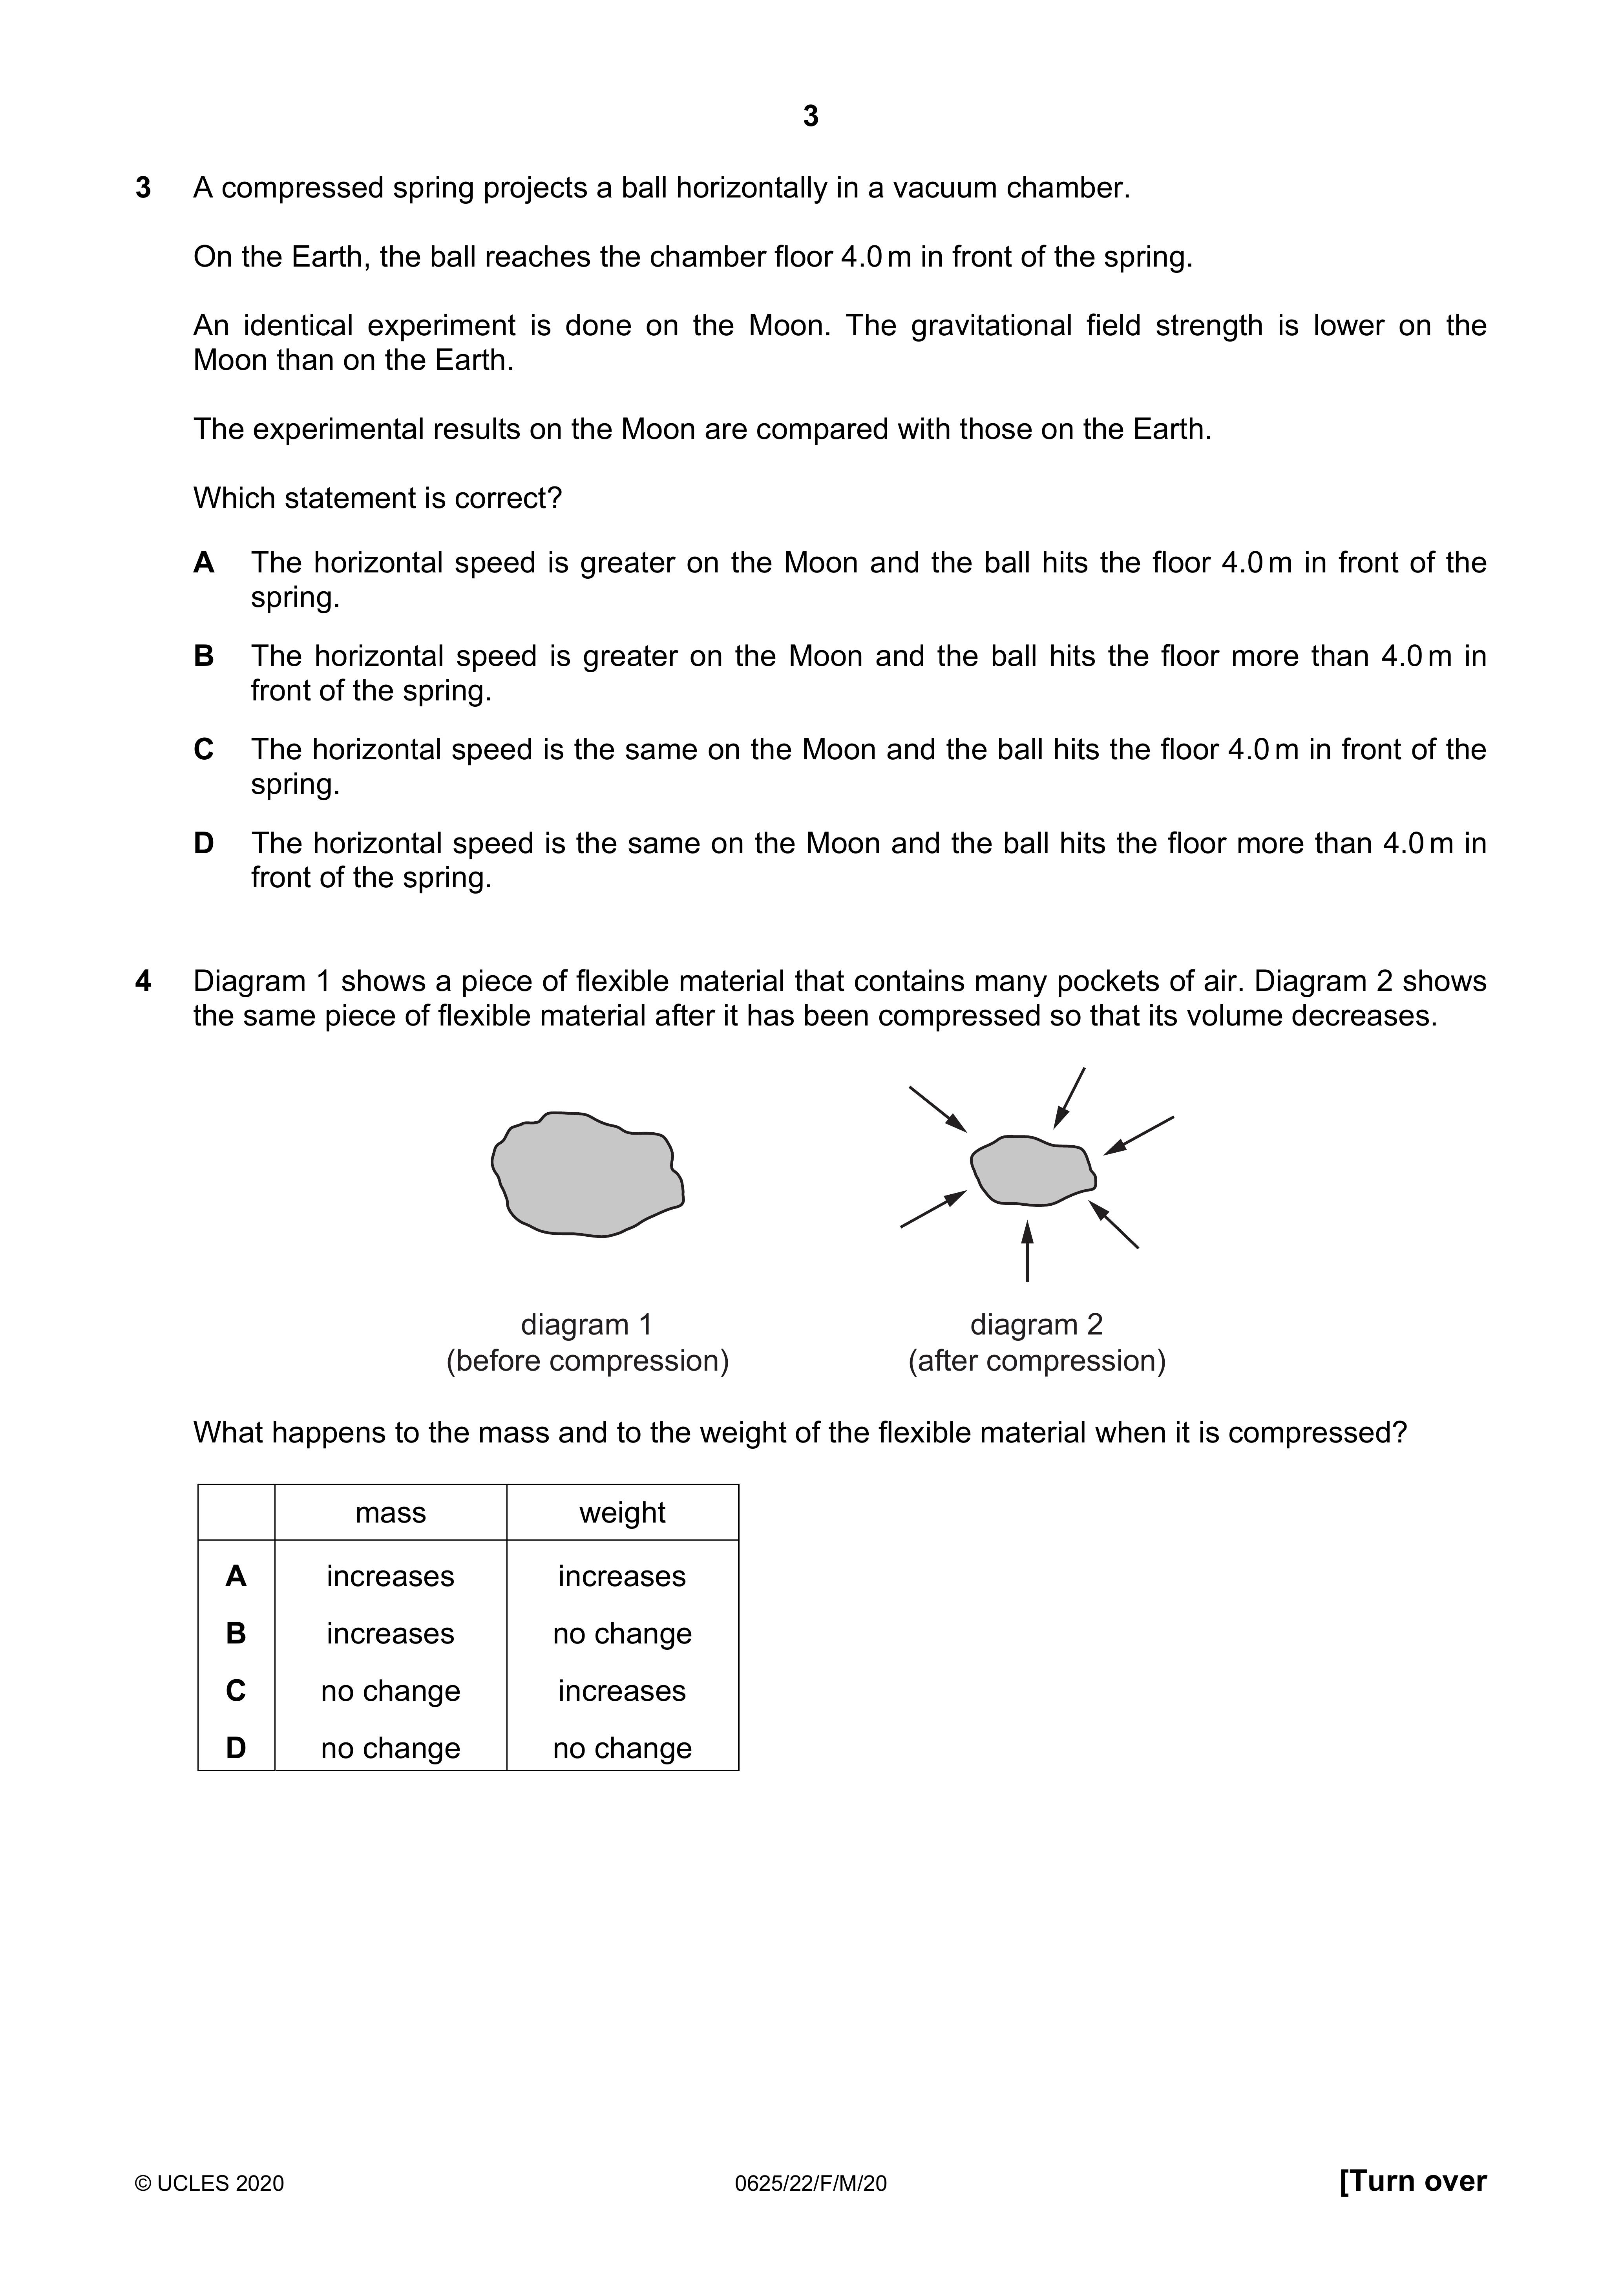 3
3 A compressed spring projects a ball horizontally in a vacuum chamber.
On the Earth, the ball reaches the chamber floor 4.0 m in front of the spring.
An identical experiment is done on the Moon. The gravitational field strength is lower on the
Moon than on the Earth.
The experimental results on the Moon are compared with those on the Earth.
Which statement is correct?
A The horizontal speed is greater on the Moon and the ball hits the floor 4.0 m in front of the
spring.
B The horizontal speed is greater on the Moon and the ball hits the floor more than 4.0 m in
front of the spring.
C The horizontal speed is the same on the Moon and the ball hits the floor 4.0 m in front of the
spring.
D The horizontal speed is the same on the Moon and the ball hits the floor more than 4.0 m in
front of the spring.
4 Diagram 1 shows a piece of flexible material that contains many pockets of air. Diagram 2 shows
the same piece of flexible material after it has been compressed so that its volume decreases.
diagram 1 diagram 2
(before compression) (after compression)
What happens to the mass and to the weight of the flexible material when it is compressed?
mass weight
A increases increases
B increases no change
C no change increases
D no change no change
© UCLES 2020 0625/22/F/M/20 [Turn over